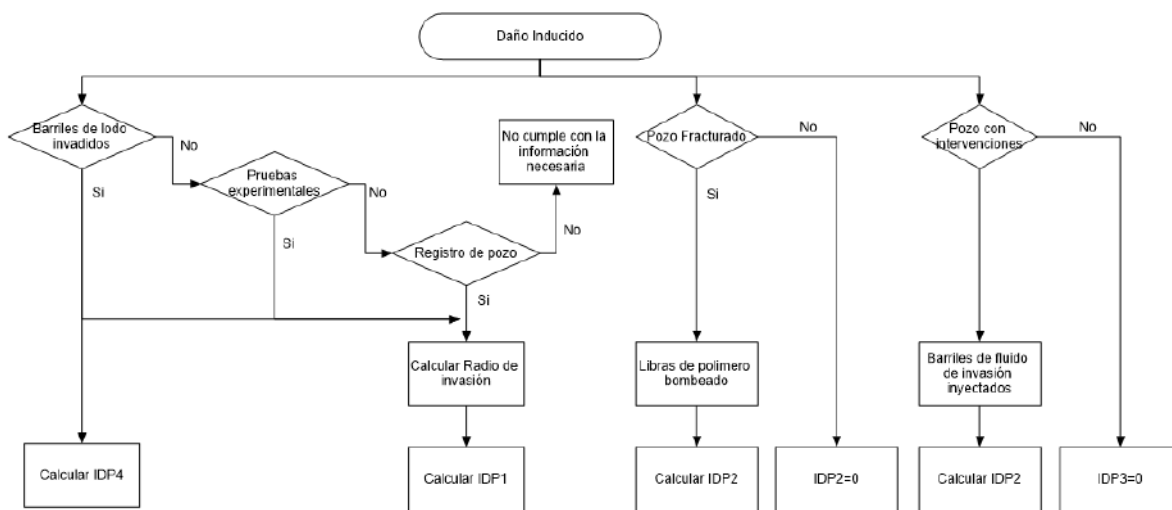 Daño Inducido
Barriles de lodo
invadidos
No
Si
Pruebas
experimentales
No
Si
Registro de pozo
No
Si
No cumple con la
información
necesaria
Pozo Fracturado
No
Si
Pozo con
intervenciones
No
Si
Calcular Radio de
invasión
Libras de polimero
bombeado
Barriles de fluido
de invasión
inyectados
Calcular IDP4
Calcular IDP1
Calcular IDP2
IDP2=0
Calcular IDP2
IDP3=0